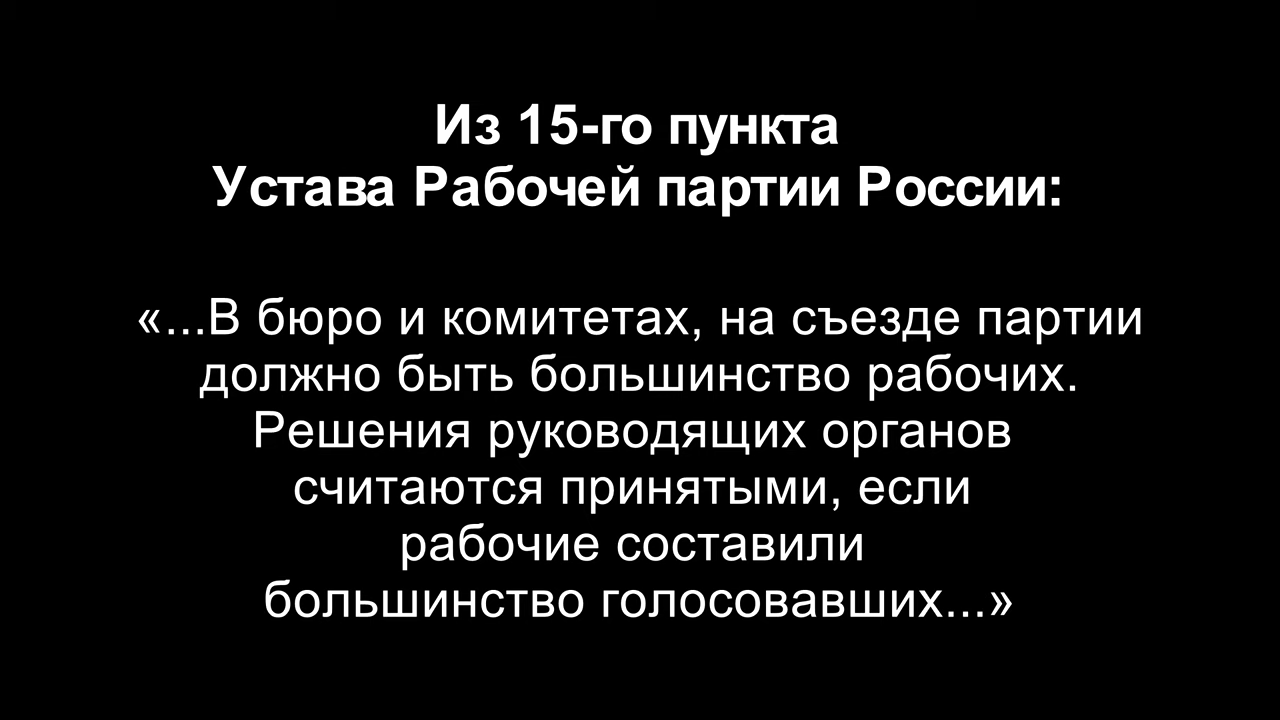 Из 15-го пункта
Устава Рабочей партии России:
«...В бюро и комитетах, на съезде партии
должно быть большинство рабочих.
Решения руководящих органов
считаются принятыми, если
рабочие составили
большинство голосовавших...»